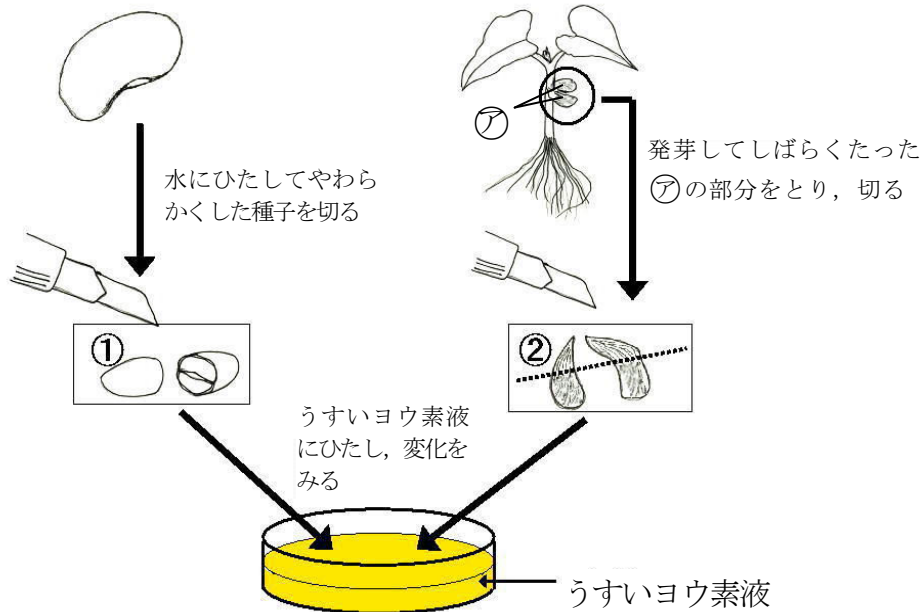 ㋐
水にひたしてやわら
かくした種子を切る
発芽してしばらくたった
㋐の部分をとり，切る
①
②
うすいヨウ素液
にひたし，変化を
みる
うすいヨウ素液